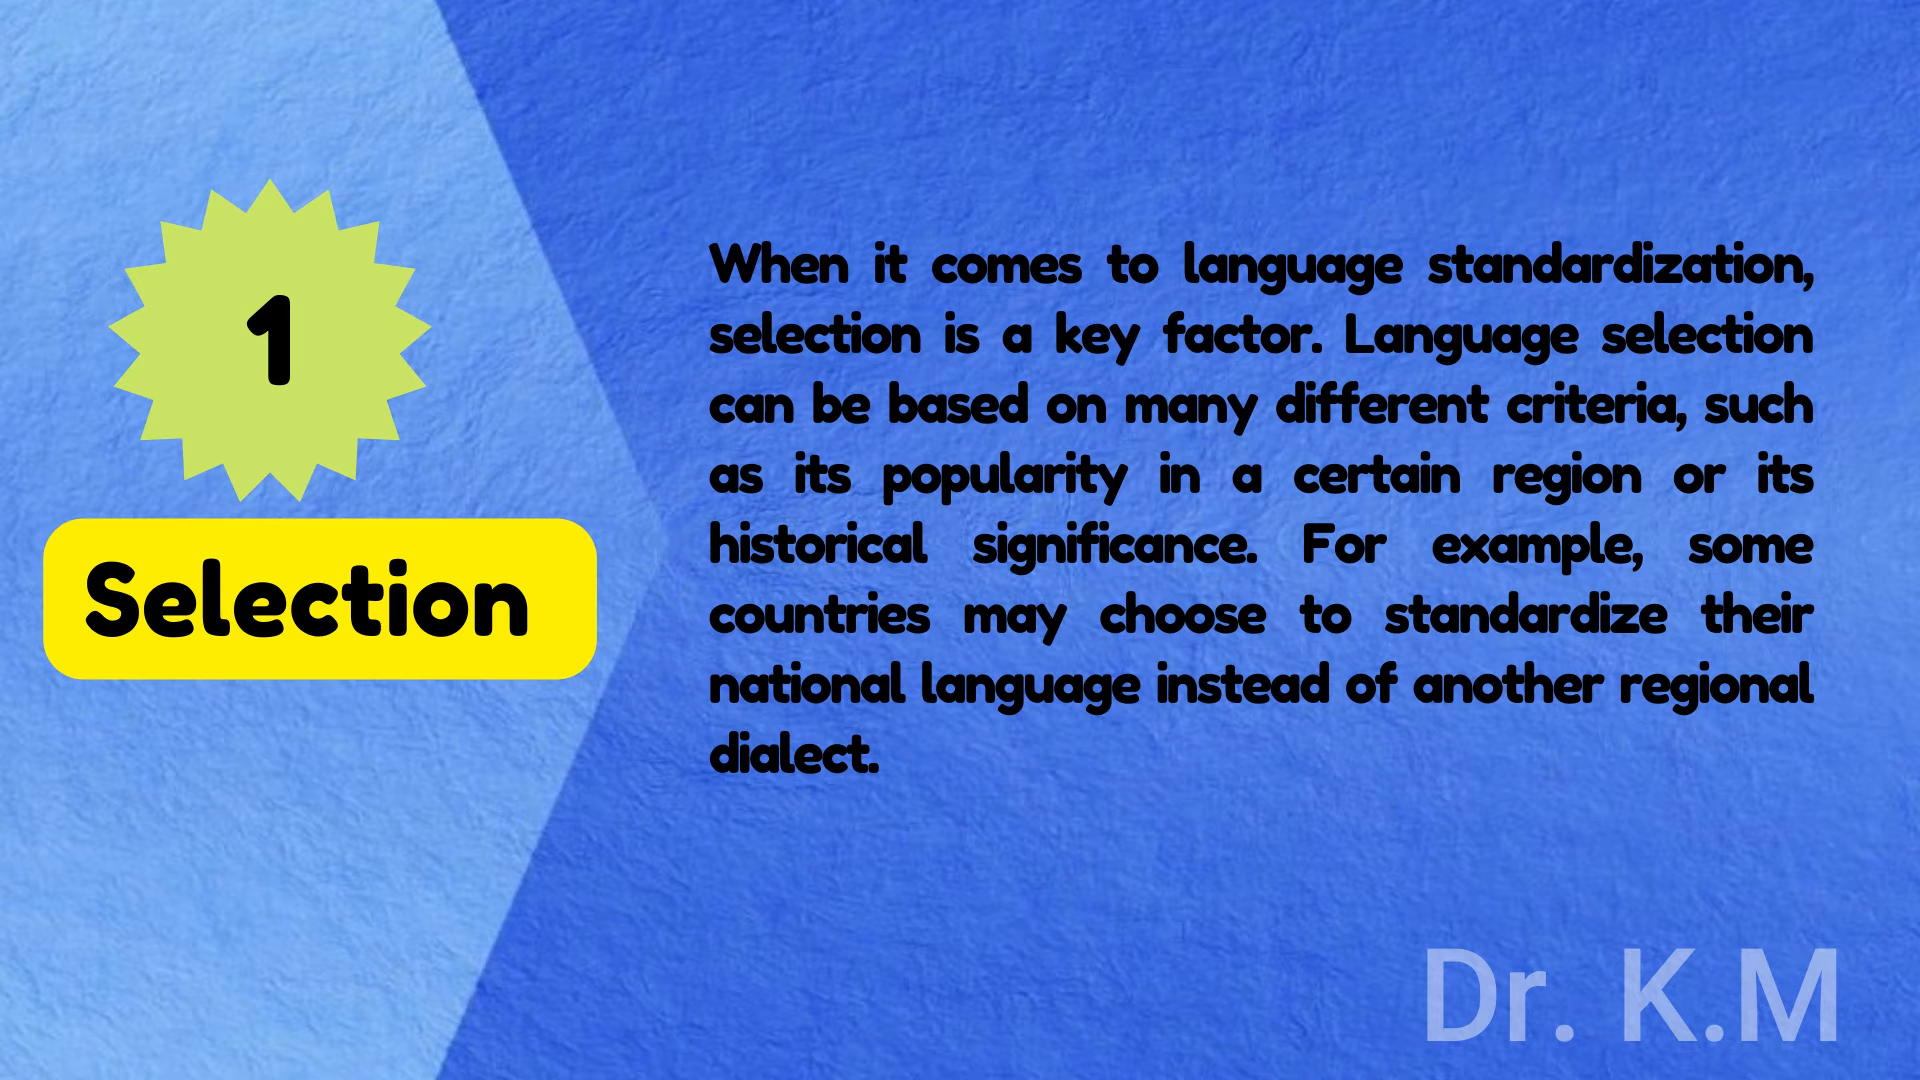 1
Selection
When it comes to language standardization,
selection is a key factor. Language selection
can be based on many different criteria, such
as its popularity in a certain region or its
historical significance. For example, some
countries may choose to standardize their
national language instead of another regional
dialect.
Dr. K.M